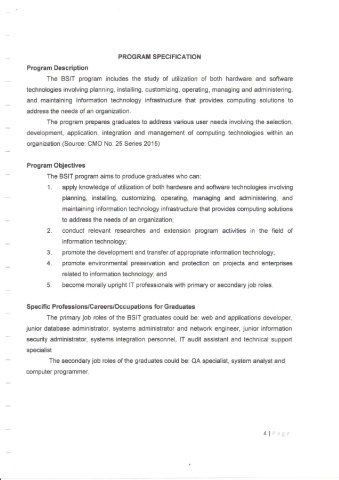 PROGRAM SPECIFICATION
Program Description
The BSIT program includes the study of utilization of both hardware and software
technologies involving planning, installing, customizing, operating, managing and administering,
and maintaining information technology infrastructure that provides computing solutions to
address the needs of an organization.
The program prepares graduates to address various user needs involving the selection,
development, application, integration and management of computing technologies within an
organization (Source: CMO No. 25 Series 2015)
Program Objectives
The BSIT program aims to produce graduates who can:
1. apply knowledge of utilization of both hardware and software technologies involving
planning, installing, customizing, operating, managing and administering, and
maintaining information technology infrastructure that provides computing solutions
to address the needs of an organization;
2. conduct relevant researches and extension program activities in the field of
information technology;
3. promote the development and transfer of appropriate information technology;
4. promote environmental preservation and protection on projects and enterprises
related to information technology; and
5. become morally upright IT professionals with primary or secondary job roles.
Specific Professions/Careers/Occupations for Graduates
The primary job roles of the BSIT graduates could be: web and applications developer,
junior database administrator, systems administrator and network engineer, junior information
security administrator, systems integration personnel, IT audit assistant and technical support
specialist
The secondary job roles of the graduates could be: QA specialist, system analyst and
computer programmer.
4 | Page